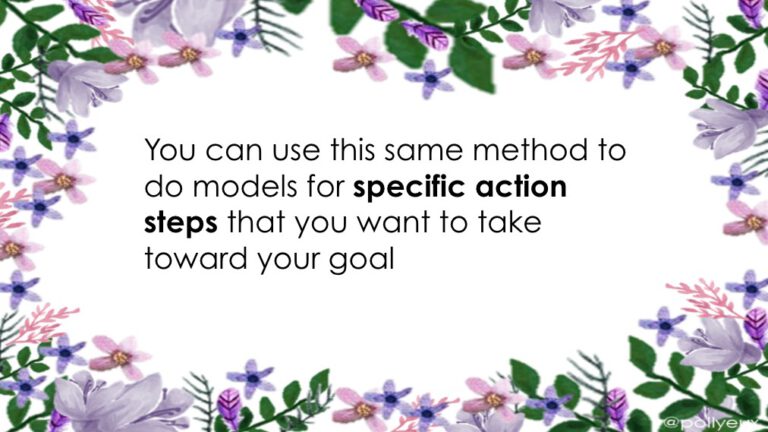 You can use this same method to
do models for specific action
steps that you want to take
toward your goal